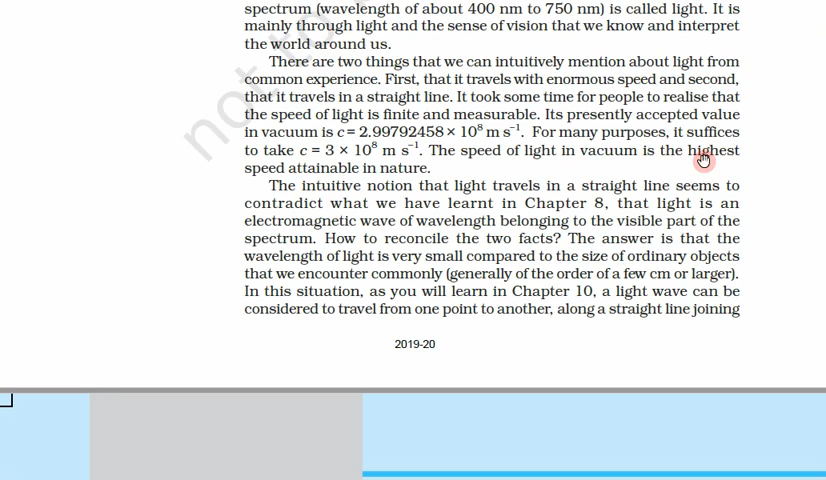 spectrum (wavelength of about 400 nm to 750 nm) is called light. It is
mainly through light and the sense of vision that we know and interpret
the world around us.
There are two things that we can intuitively mention about light from
common experience. First, that it travels with enormous speed and second,
that it travels in a straight line. It took some time for people to realise that
the speed of light is finite and measurable. Its presently accepted value
in vacuum is c = 2.99792458 × 10⁸ m s⁻¹. For many purposes, it suffices
to take c = 3 × 10⁸ m s⁻¹. The speed of light in vacuum is the highest
speed attainable in nature.
The intuitive notion that light travels in a straight line seems to
contradict what we have learnt in Chapter 8, that light is an
electromagnetic wave of wavelength belonging to the visible part of the
spectrum. How to reconcile the two facts? The answer is that the
wavelength of light is very small compared to the size of ordinary objects
that we encounter commonly (generally of the order of a few cm or larger).
In this situation, as you will learn in Chapter 10, a light wave can be
considered to travel from one point to another, along a straight line joining
not to
2019-20